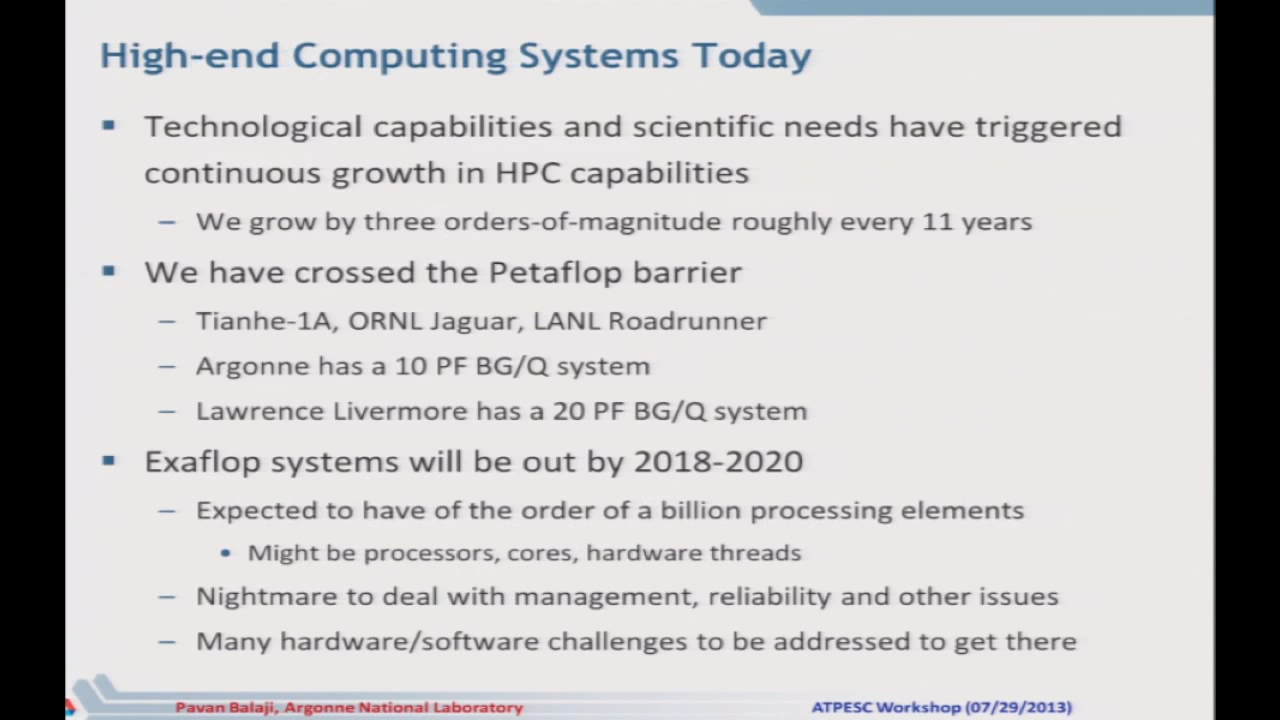 High-end Computing Systems Today
▪ Technological capabilities and scientific needs have triggered
continuous growth in HPC capabilities
– We grow by three orders-of-magnitude roughly every 11 years
▪ We have crossed the Petaflop barrier
– Tianhe-1A, ORNL Jaguar, LANL Roadrunner
– Argonne has a 10 PF BG/Q system
– Lawrence Livermore has a 20 PF BG/Q system
▪ Exaflop systems will be out by 2018-2020
– Expected to have of the order of a billion processing elements
• Might be processors, cores, hardware threads
– Nightmare to deal with management, reliability and other issues
– Many hardware/software challenges to be addressed to get there
Pavan Balaji, Argonne National Laboratory
ATPESC Workshop (07/29/2013)